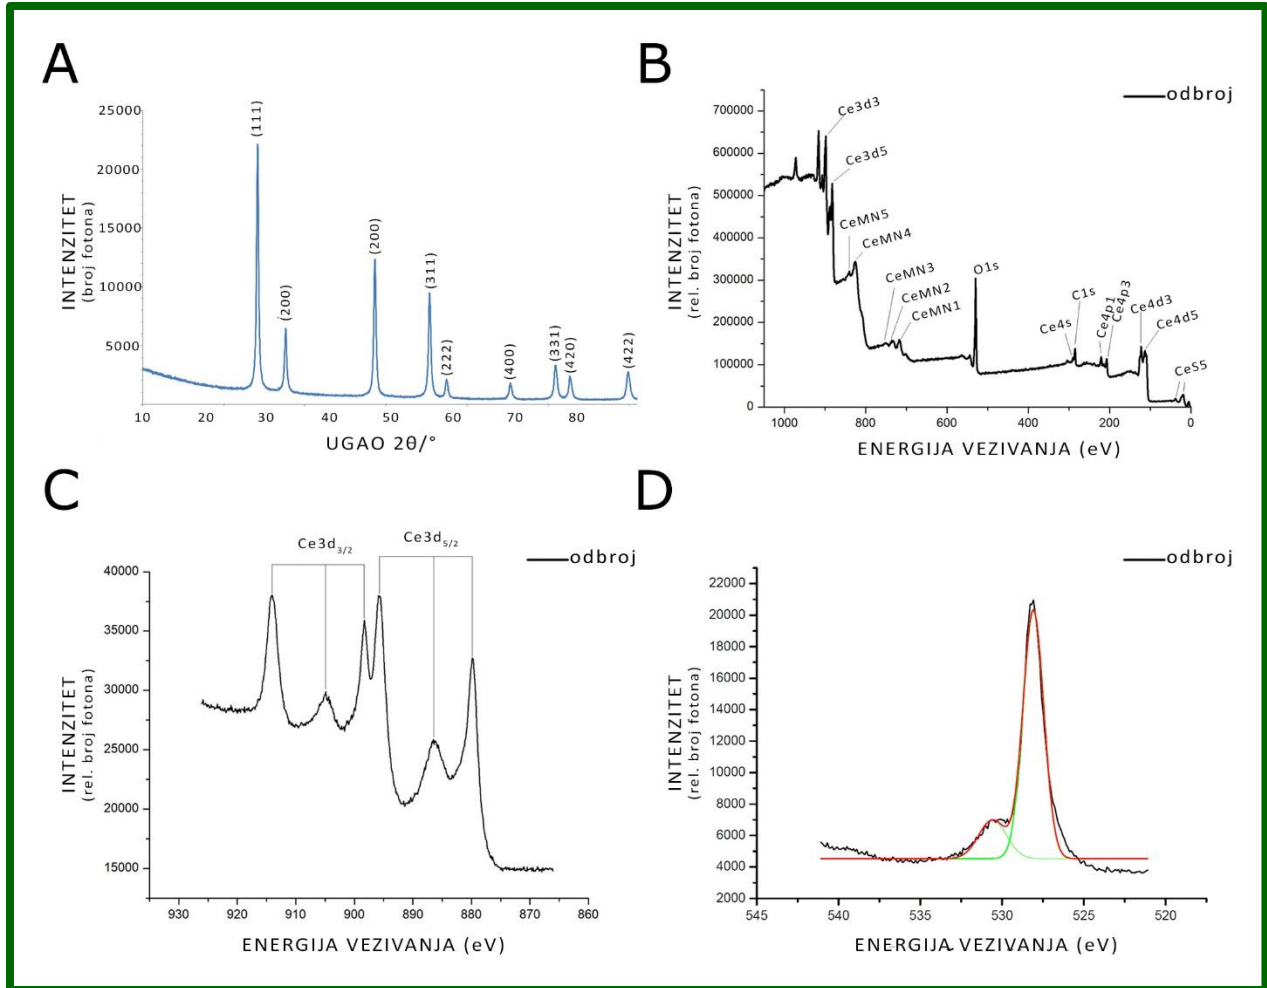 A
25000
20000
15000
10000
5000
INTENZITET
(broj fotona)
(111)
(200)
(200)
(311)
(222)
(400)
(331)
(420)
(422)
10 20 30 40 50 60 70 80
UGAO 2θ/°
B
odbroj
700000
600000
500000
400000
300000
200000
100000
0
INTENZITET
(rel. broj fotona)
Ce3d3
Ce3d5
CeMN5
CeMN4
CeMN3
CeMN2
CeMN1
O1s
Ce4s
C1s
Ce4p1
Ce4p3
Ce4d3
Ce4d5
CeS5
1000 800 600 400 200 0
ENERGIJA VEZIVANJA (eV)
C
Ce3d3/2
Ce3d5/2
odbroj
40000
35000
30000
25000
20000
15000
INTENZITET
(rel. broj fotona)
930 920 910 900 890 880 870 860
ENERGIJA VEZIVANJA (eV)
D
odbroj
22000
20000
18000
16000
14000
12000
10000
8000
6000
4000
2000
INTENZITET
(rel. broj fotona)
545 540 535 530 525 520
ENERGIJA VEZIVANJA (eV)